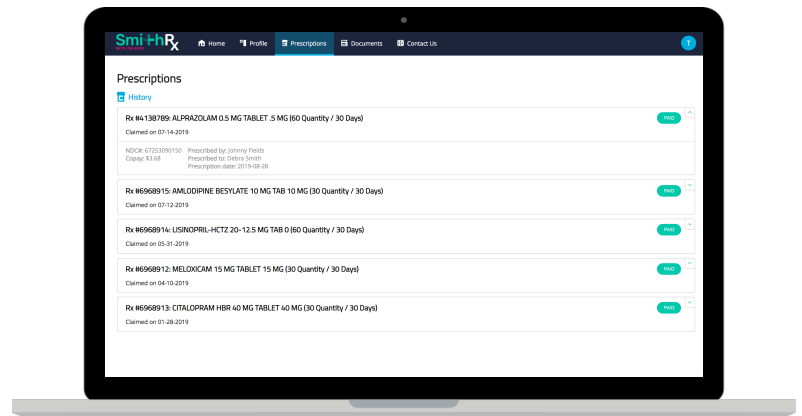 SmithRx
Home Profile Prescriptions Documents Contact Us T
Prescriptions
History
Rx #4138789: ALPRAZOLAM 0.5 MG TABLET .5 MG (60 Quantity / 30 Days) PAID
Claimed on 07-14-2019
NDC#: 67253090150 Prescribed by: Johnny Fields
Copay: $3.68 Prescribed to: Debra Smith
Prescription date: 2019-08-28
Rx #6968915: AMLODIPINE BESYLATE 10 MG TAB 10 MG (30 Quantity / 30 Days) PAID
Claimed on 07-12-2019
Rx #6968914: LISINOPRIL-HCTZ 20-12.5 MG TAB 0 (60 Quantity / 30 Days) PAID
Claimed on 05-31-2019
Rx #6968912: MELOXICAM 15 MG TABLET 15 MG (30 Quantity / 30 Days) PAID
Claimed on 04-10-2019
Rx #6968913: CITALOPRAM HBR 40 MG TABLET 40 MG (30 Quantity / 30 Days) PAID
Claimed on 01-28-2019